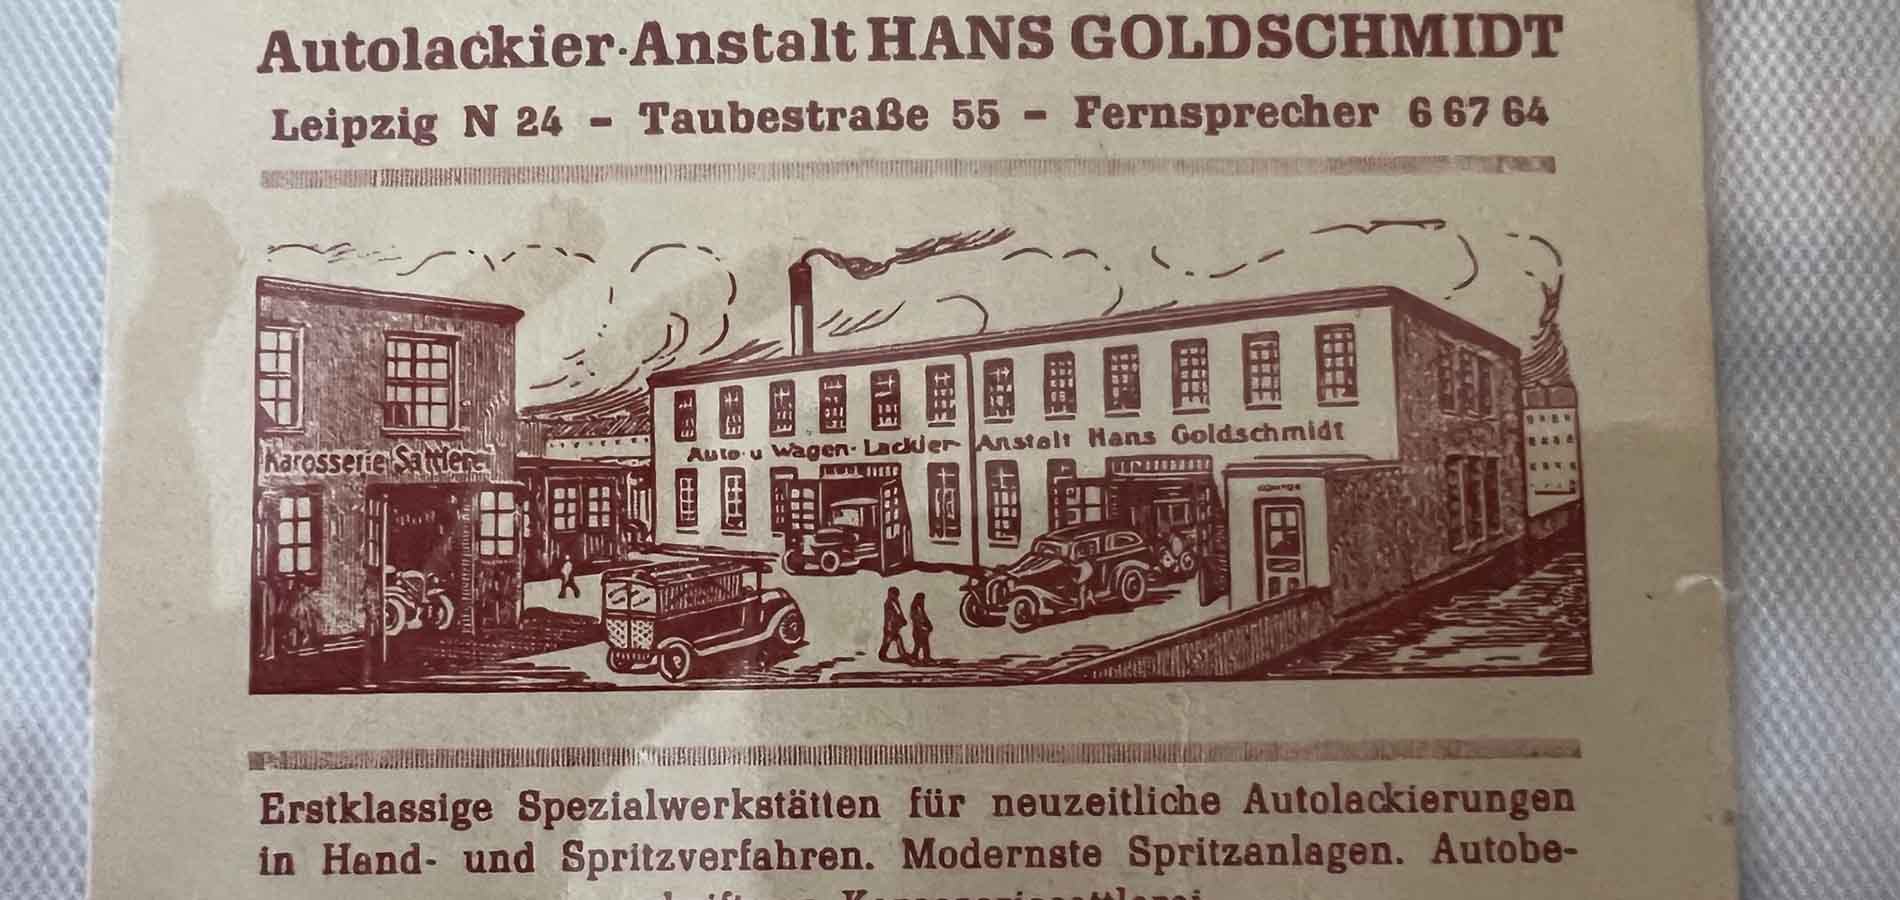 Autolackier-Anstalt HANS GOLDSCHMIDT
Leipzig N 24 – Taubestraße 55 – Fernsprecher 6 67 64
Karosserie Sattlerei
Auto- u Wagen-Lackier-Anstalt Hans Goldschmidt
Erstklassige Spezialwerkstätten für neuzeitliche Autolackierungen
in Hand- und Spritzverfahren. Modernste Spritzanlagen. Autobe-